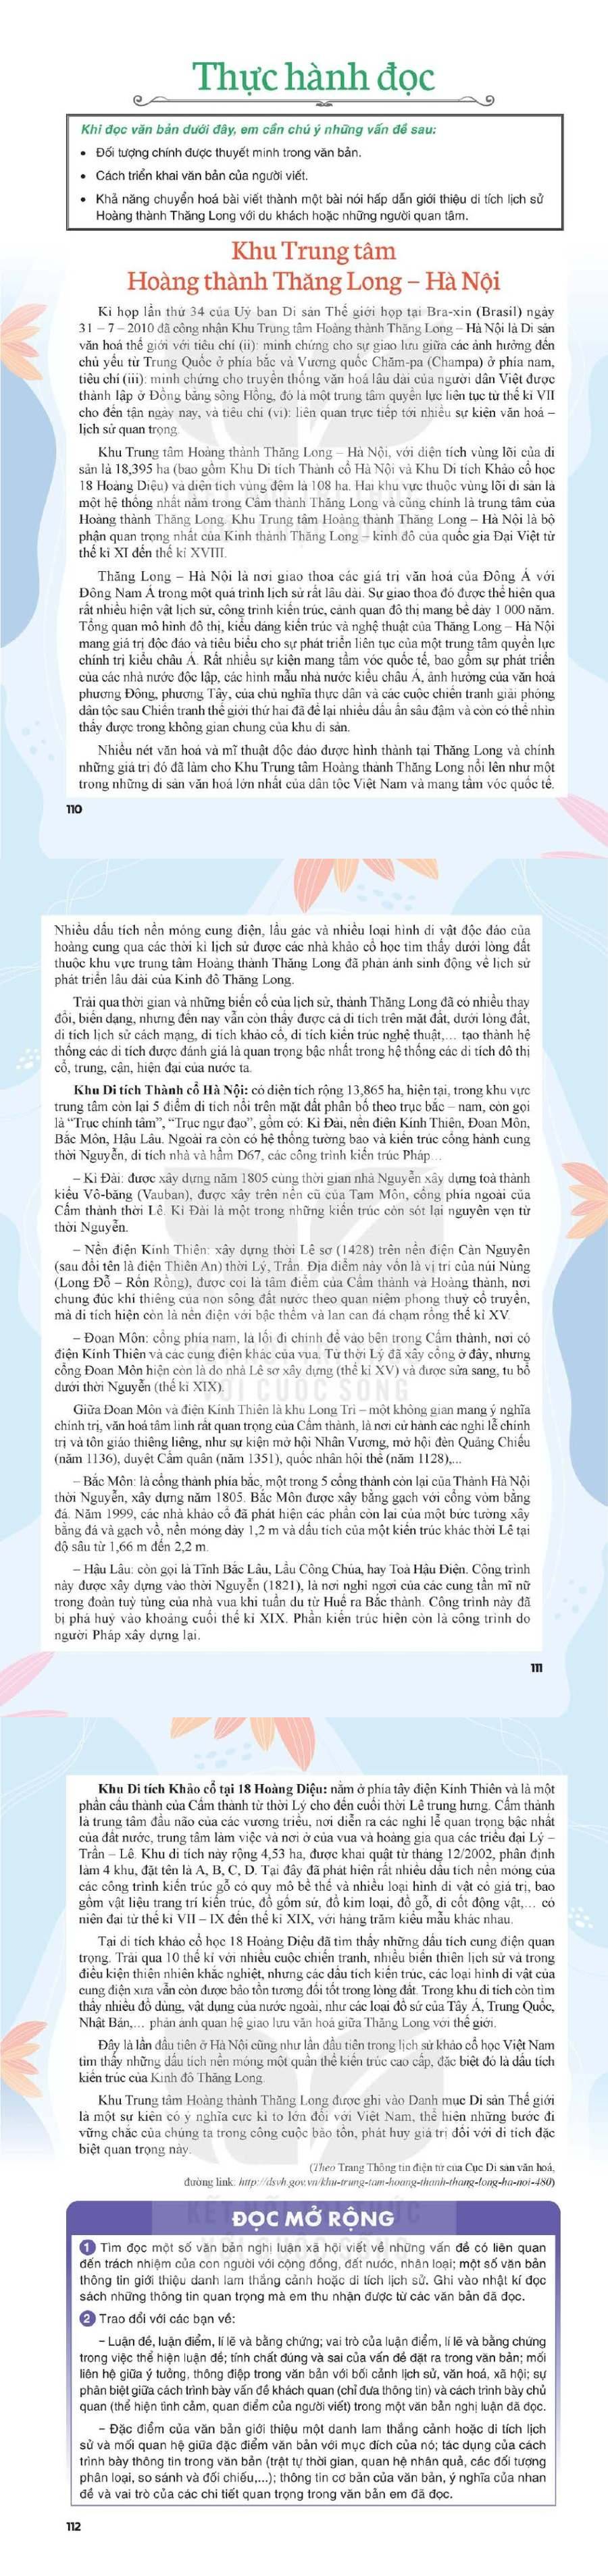 Thực hành đọc
Khi đọc văn bản dưới đây, em cần chú ý những vấn đề sau:
• Đối tượng chính được thuyết minh trong văn bản.
• Cách triển khai văn bản của người viết.
• Khả năng chuyển hoá bài viết thành một bài nói hấp dẫn giới thiệu di tích lịch sử
Hoàng thành Thăng Long với du khách hoặc những người quan tâm.
Khu Trung tâm
Hoàng thành Thăng Long – Hà Nội
Kì họp lần thứ 34 của Uỷ ban Di sản Thế giới họp tại Bra-xin (Brasil) ngày
31 – 7 – 2010 đã công nhận Khu Trung tâm Hoàng thành Thăng Long – Hà Nội là Di sản
văn hoá thế giới với tiêu chí (ii): minh chứng cho sự giao lưu giữa các ảnh hưởng đến
chủ yếu từ Trung Quốc ở phía bắc và Vương quốc Chăm-pa (Champa) ở phía nam,
tiêu chí (iii): minh chứng cho truyền thống văn hoá lâu dài của người dân Việt được
thành lập ở Đồng bằng sông Hồng, đó là một trung tâm quyền lực liên tục từ thế kỉ VII
cho đến tận ngày nay, và tiêu chí (vi): liên quan trực tiếp tới nhiều sự kiện văn hoá –
lịch sử quan trọng.
Khu Trung tâm Hoàng thành Thăng Long – Hà Nội, với diện tích vùng lõi của di
sản là 18,395 ha (bao gồm Khu Di tích Thành cổ Hà Nội và Khu Di tích Khảo cổ học
18 Hoàng Diệu) và diện tích vùng đệm là 108 ha. Hai khu vực thuộc vùng lõi di sản là
một hệ thống nhất nằm trong Cấm thành Thăng Long và cũng chính là trung tâm của
Hoàng thành Thăng Long. Khu Trung tâm Hoàng thành Thăng Long – Hà Nội là bộ
phận quan trọng nhất của Kinh thành Thăng Long – kinh đô của quốc gia Đại Việt từ
thế kỉ XI đến thế kỉ XVIII.
Thăng Long – Hà Nội là nơi giao thoa các giá trị văn hoá của Đông Á với
Đông Nam Á trong một quá trình lịch sử rất lâu dài. Sự giao thoa đó được thể hiện qua
rất nhiều hiện vật lịch sử, công trình kiến trúc, cảnh quan đô thị mang bề dày 1 000 năm.
Tổng quan mô hình đô thị, kiểu dáng kiến trúc và nghệ thuật của Thăng Long – Hà Nội
mang giá trị độc đáo và tiêu biểu cho sự phát triển liên tục của một trung tâm quyền lực
chính trị kiểu châu Á. Rất nhiều sự kiện mang tầm vóc quốc tế, bao gồm sự phát triển
của các nhà nước độc lập, các hình mẫu nhà nước kiểu châu Á, ảnh hưởng của văn hoá
phương Đông, phương Tây, của chủ nghĩa thực dân và các cuộc chiến tranh giải phóng
dân tộc sau Chiến tranh thế giới thứ hai đã để lại nhiều dấu ấn sâu đậm và còn có thể nhìn
thấy được trong không gian chung của khu di sản.
Nhiều nét văn hoá và mĩ thuật độc đáo được hình thành tại Thăng Long và chính
những giá trị đó đã làm cho Khu Trung tâm Hoàng thành Thăng Long nổi lên như một
trong những di sản văn hoá lớn nhất của dân tộc Việt Nam và mang tầm vóc quốc tế.
110
Nhiều dấu tích nền móng cung điện, lầu gác và nhiều loại hình di vật độc đáo của
hoàng cung qua các thời kì lịch sử được các nhà khảo cổ học tìm thấy dưới lòng đất
thuộc khu vực trung tâm Hoàng thành Thăng Long đã phản ánh sinh động về lịch sử
phát triển lâu dài của Kinh đô Thăng Long.
Trải qua thời gian và những biến cố của lịch sử, thành Thăng Long đã có nhiều thay
đổi, biến dạng, nhưng đến nay vẫn còn thấy được cả di tích trên mặt đất, dưới lòng đất,
di tích lịch sử cách mạng, di tích khảo cổ, di tích kiến trúc nghệ thuật,... tạo thành hệ
thống các di tích được đánh giá là quan trọng bậc nhất trong hệ thống các di tích đô thị
cổ, trung, cận, hiện đại của nước ta.
Khu Di tích Thành cổ Hà Nội: có diện tích rộng 13,865 ha, hiện tại, trong khu vực
trung tâm còn lại 5 điểm di tích nổi trên mặt đất phân bố theo trục bắc – nam, còn gọi
là “Trục chính tâm”, “Trục ngự đạo”, gồm có: Kì Đài, nền điện Kính Thiên, Đoan Môn,
Bắc Môn, Hậu Lâu. Ngoài ra còn có hệ thống tường bao và kiến trúc cổng hành cung
thời Nguyễn, di tích nhà và hầm D67, các công trình kiến trúc Pháp...
– Kì Đài: được xây dựng năm 1805 cùng thời gian nhà Nguyễn xây dựng toà thành
kiểu Vô-băng (Vauban), được xây trên nền cũ của Tam Môn, cổng phía ngoài của
Cấm thành thời Lê. Kì Đài là một trong những kiến trúc còn sót lại nguyên vẹn từ
thời Nguyễn.
– Nền điện Kính Thiên: xây dựng thời Lê sơ (1428) trên nền điện Càn Nguyên
(sau đổi tên là điện Thiên An) thời Lý, Trần. Địa điểm này vốn là vị trí của núi Nùng
(Long Đỗ – Rốn Rồng), được coi là tâm điểm của Cấm thành và Hoàng thành, nơi
chung đúc khí thiêng của non sông đất nước theo quan niệm phong thuỷ cổ truyền,
mà di tích hiện còn là nền điện với bậc thềm và lan can đá chạm rồng thế kỉ XV.
– Đoan Môn: cổng phía nam, là lối đi chính để vào bên trong Cấm thành, nơi có
điện Kính Thiên và các cung điện khác của vua. Từ thời Lý đã xây cổng ở đây, nhưng
cổng Đoan Môn hiện còn là do nhà Lê sơ xây dựng (thế kỉ XV) và được sửa sang, tu bổ
dưới thời Nguyễn (thế kỉ XIX).
Giữa Đoan Môn và điện Kính Thiên là khu Long Trì – một không gian mang ý nghĩa
chính trị, văn hoá tâm linh rất quan trọng của Cấm thành, là nơi cử hành các nghi lễ chính
trị và tôn giáo thiêng liêng, như sự kiện mở hội Nhân Vương, mở hội đèn Quảng Chiếu
(năm 1136), duyệt Cấm quân (năm 1351), quốc nhân hội thề (năm 1128),...
– Bắc Môn: là cổng thành phía bắc, một trong 5 cổng thành còn lại của Thành Hà Nội
thời Nguyễn, xây dựng năm 1805. Bắc Môn được xây bằng gạch với cổng vòm bằng
đá. Năm 1999, các nhà khảo cổ đã phát hiện các phần còn lại của một bức tường xây
bằng đá và gạch vồ, nền móng dày 1,2 m và dấu tích của một kiến trúc khác thời Lê tại
độ sâu từ 1,66 m đến 2,2 m.
– Hậu Lâu: còn gọi là Tĩnh Bắc Lâu, Lầu Công Chúa, hay Toà Hậu Điện. Công trình
này được xây dựng vào thời Nguyễn (1821), là nơi nghỉ ngơi của các cung tần mĩ nữ
trong đoàn tuỳ tùng của nhà vua khi tuần du từ Huế ra Bắc thành. Công trình này đã
bị phá huỷ vào khoảng cuối thế kỉ XIX. Phần kiến trúc hiện còn là công trình do
người Pháp xây dựng lại.
111
Khu Di tích Khảo cổ tại 18 Hoàng Diệu: nằm ở phía tây điện Kính Thiên và là một
phần cấu thành của Cấm thành từ thời Lý cho đến cuối thời Lê trung hưng. Cấm thành
là trung tâm đầu não của các vương triều, nơi diễn ra các nghi lễ quan trọng bậc nhất
của đất nước, trung tâm làm việc và nơi ở của vua và hoàng gia qua các triều đại Lý –
Trần – Lê. Khu di tích này rộng 4,53 ha, được khai quật từ tháng 12/2002, phân định
làm 4 khu, đặt tên là A, B, C, D. Tại đây đã phát hiện rất nhiều dấu tích nền móng của
các công trình kiến trúc gỗ có quy mô bề thế và nhiều loại hình di vật có giá trị, bao
gồm vật liệu trang trí kiến trúc, đồ gốm sứ, đồ kim loại, đồ gỗ, di cốt động vật,... có
niên đại từ thế kỉ VII – IX đến thế kỉ XIX, với hàng trăm kiểu mẫu khác nhau.
Tại di tích khảo cổ học 18 Hoàng Diệu đã tìm thấy những dấu tích cung điện quan
trọng. Trải qua 10 thế kỉ với nhiều cuộc chiến tranh, nhiều biến thiên lịch sử và trong
điều kiện thiên nhiên khắc nghiệt, nhưng các dấu tích kiến trúc, các loại hình di vật của
cung điện xưa vẫn còn được bảo tồn tương đối tốt trong lòng đất. Trong khu di tích còn tìm
thấy nhiều đồ dùng, vật dụng của nước ngoài, như các loại đồ sứ của Tây Á, Trung Quốc,
Nhật Bản,... phản ánh quan hệ giao lưu văn hoá giữa Thăng Long với thế giới.
Đây là lần đầu tiên ở Hà Nội cũng như lần đầu tiên trong lịch sử khảo cổ học Việt Nam
tìm thấy những dấu tích nền móng một quần thể kiến trúc cao cấp, đặc biệt đó là dấu tích
kiến trúc của Kinh đô Thăng Long.
Khu Trung tâm Hoàng thành Thăng Long được ghi vào Danh mục Di sản Thế giới
là một sự kiện có ý nghĩa cực kì to lớn đối với Việt Nam, thể hiện những bước đi
vững chắc của chúng ta trong công cuộc bảo tồn, phát huy giá trị đối với di tích đặc
biệt quan trọng này.
(Theo Trang Thông tin điện tử của Cục Di sản văn hoá,
đường link: http://dsvh.gov.vn/khu-trung-tam-hoang-thanh-thang-long-ha-noi-480)
ĐỌC MỞ RỘNG
1 Tìm đọc một số văn bản nghị luận xã hội viết về những vấn đề có liên quan
đến trách nhiệm của con người với cộng đồng, đất nước, nhân loại; một số văn bản
thông tin giới thiệu danh lam thắng cảnh hoặc di tích lịch sử. Ghi vào nhật kí đọc
sách những thông tin quan trọng mà em thu nhận được từ các văn bản đã đọc.
2 Trao đổi với các bạn về:
– Luận đề, luận điểm, lí lẽ và bằng chứng; vai trò của luận điểm, lí lẽ và bằng chứng
trong việc thể hiện luận đề; tính chất đúng và sai của vấn đề đặt ra trong văn bản; mối
liên hệ giữa ý tưởng, thông điệp trong văn bản với bối cảnh lịch sử, văn hoá, xã hội; sự
phân biệt giữa cách trình bày vấn đề khách quan (chỉ đưa thông tin) và cách trình bày chủ
quan (thể hiện tình cảm, quan điểm của người viết) trong một văn bản nghị luận đã đọc.
– Đặc điểm của văn bản giới thiệu một danh lam thắng cảnh hoặc di tích lịch
sử và mối quan hệ giữa đặc điểm văn bản với mục đích của nó; tác dụng của cách
trình bày thông tin trong văn bản (trật tự thời gian, quan hệ nhân quả, các đối tượng
phân loại, so sánh và đối chiếu,...); thông tin cơ bản của văn bản, ý nghĩa của nhan
đề và vai trò của các chi tiết quan trọng trong văn bản em đã đọc.
112